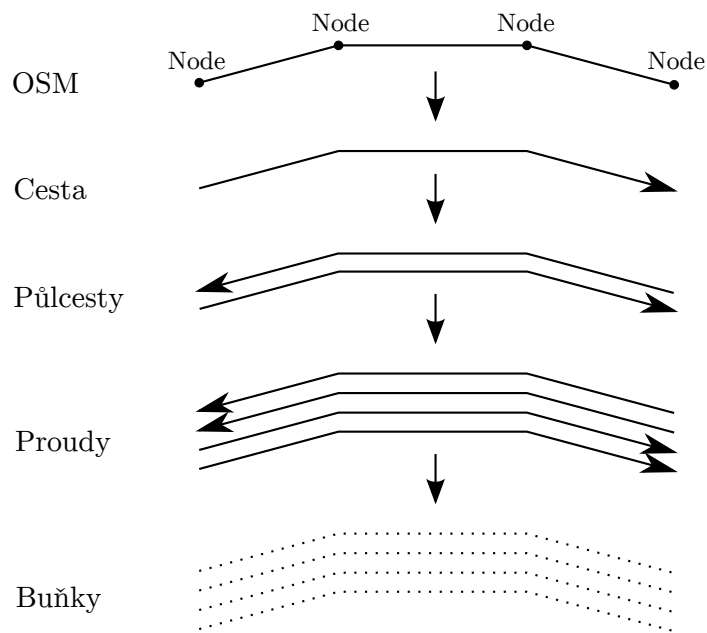 Node Node
Node Node
OSM
Cesta
Půlcesty
Proudy
Buňky